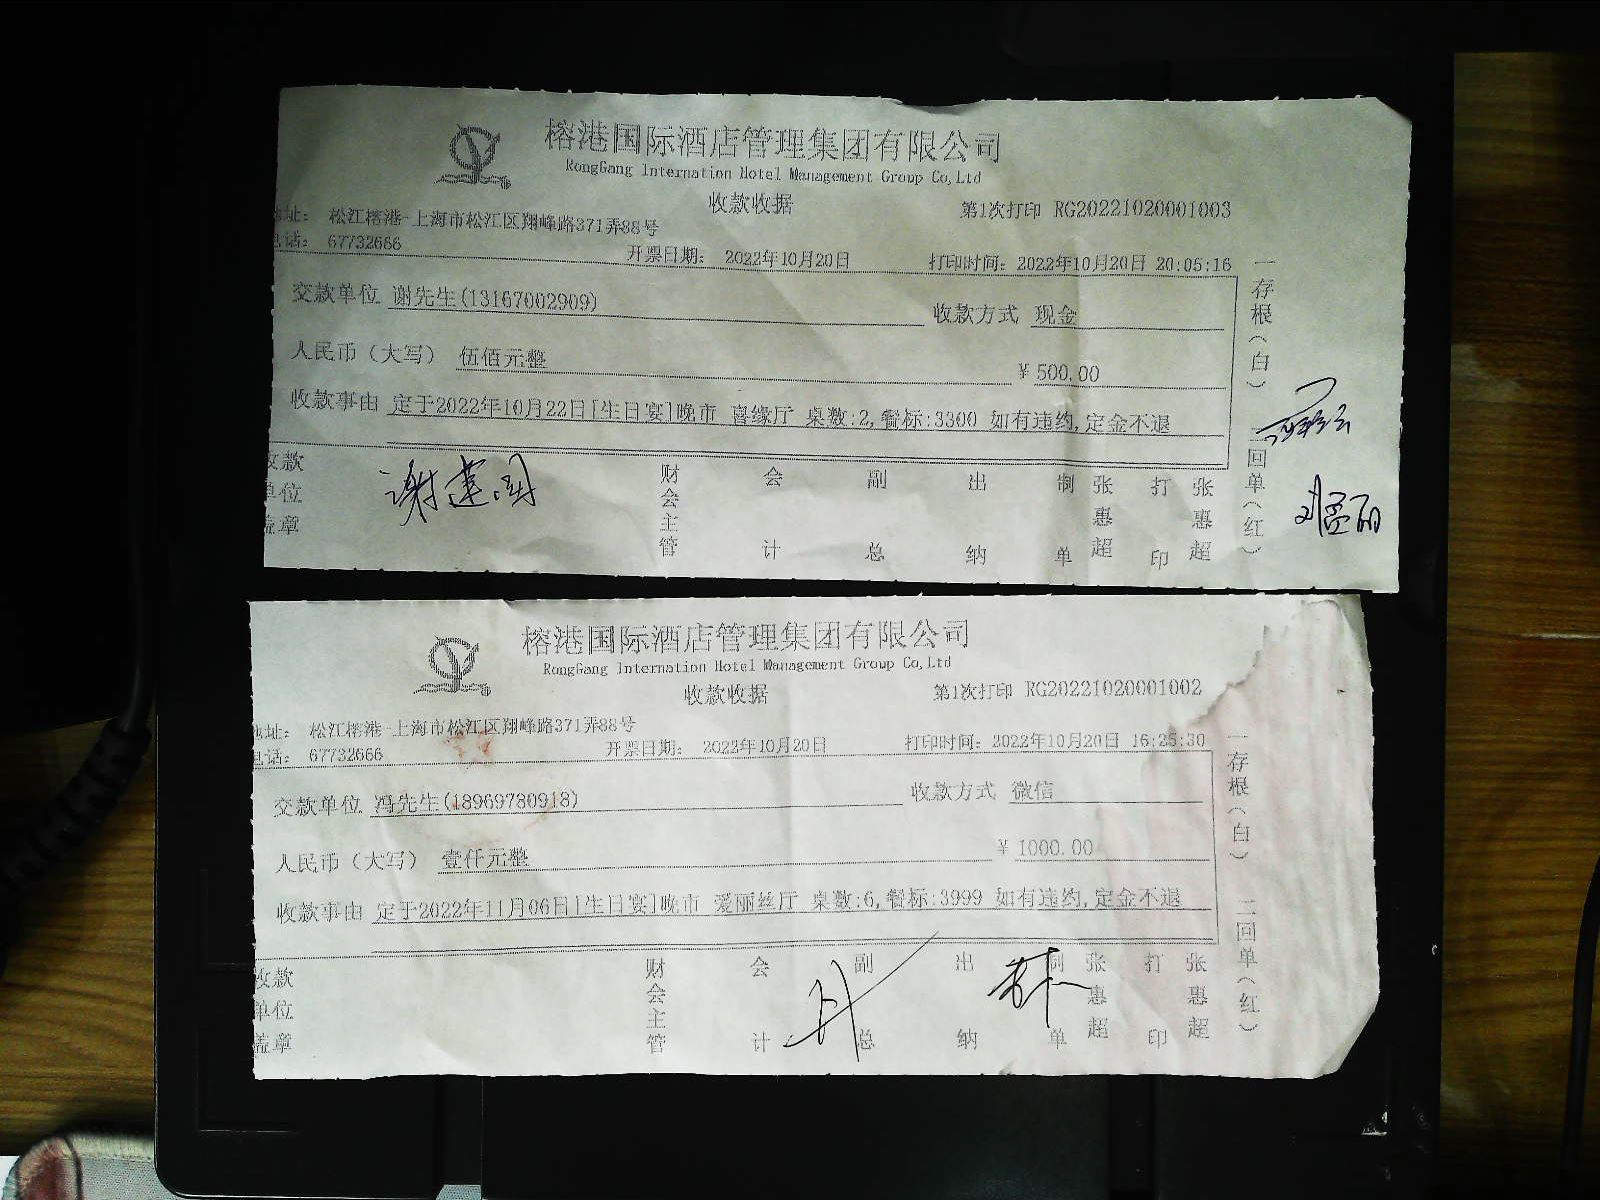 榕港国际酒店管理集团有限公司
RongGang Internation Hotel Management Group Co,Ltd
收款收据
第1次打印 RG20221020001003
地址： 松江榕港-上海市松江区翔峰路371弄88号
电话： 67732666
开票日期： 2022年10月20日
打印时间：2022年10月20日 20:05:16
交款单位 谢先生(13167002909)
收款方式 现金
人民币（大写） 伍佰元整
￥500.00
收款事由 定于2022年10月22日[生日宴]晚市 喜缘厅 桌数:2,餐标:3300 如有违约,定金不退
收款单位盖章
谢建国
财会主管 会计 副总 出纳 制单 张惠超 打印 张惠超
一存根（白） 二回单（红）
榕港国际酒店管理集团有限公司
RongGang Internation Hotel Management Group Co,Ltd
收款收据
第1次打印 RG20221020001002
地址： 松江榕港-上海市松江区翔峰路371弄88号
电话： 67732666
开票日期： 2022年10月20日
打印时间：2022年10月20日 16:25:30
交款单位 冯先生(18969780918)
收款方式 微信
人民币（大写） 壹仟元整
￥1000.00
收款事由 定于2022年11月06日[生日宴]晚市 爱丽丝厅 桌数:6,餐标:3999 如有违约,定金不退
收款单位盖章
财会主管 会计 副总 出纳 制单 张惠超 打印 张惠超
一存根（白） 二回单（红）